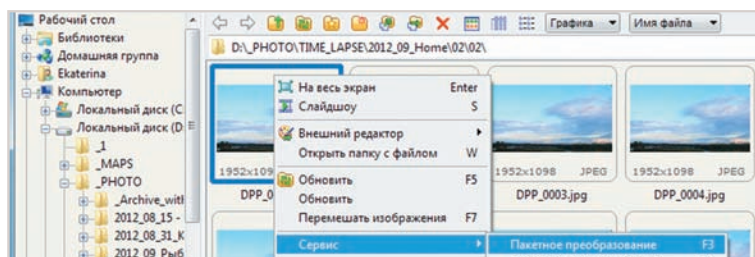 Рабочий стол
Библиотеки
Домашняя группа
Ekaterina
Компьютер
Локальный диск (C
Локальный диск (D
_1
_MAPS
_PHOTO
_Archive_witl
2012_08_15 -
2012_08_31_K
2012_09_Рыб
Графика
Имя файла
D:\_PHOTO\TIME_LAPSE\2012_09_Home\02\02\
1952x109
DPP_0
На весь экран Enter
Слайдшоу S
Внешний редактор
Открыть папку с файлом W
Обновить F5
Обновить
Перемешать изображения F7
Сервис
Пакетное преобразование F3
1952x1098 JPEG
DPP_0003.jpg
1952x1098 JPEG
DPP_0004.jpg